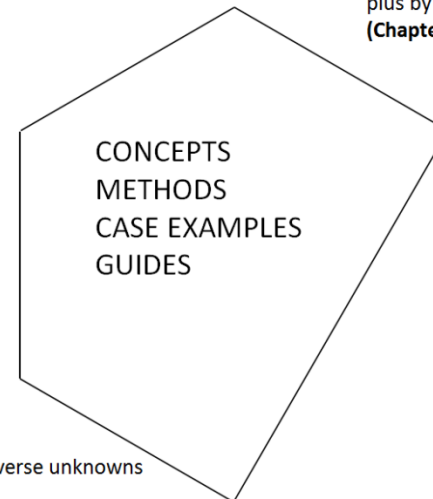 plus by
(Chapte
CONCEPTS
METHODS
CASE EXAMPLES
GUIDES
verse unknowns